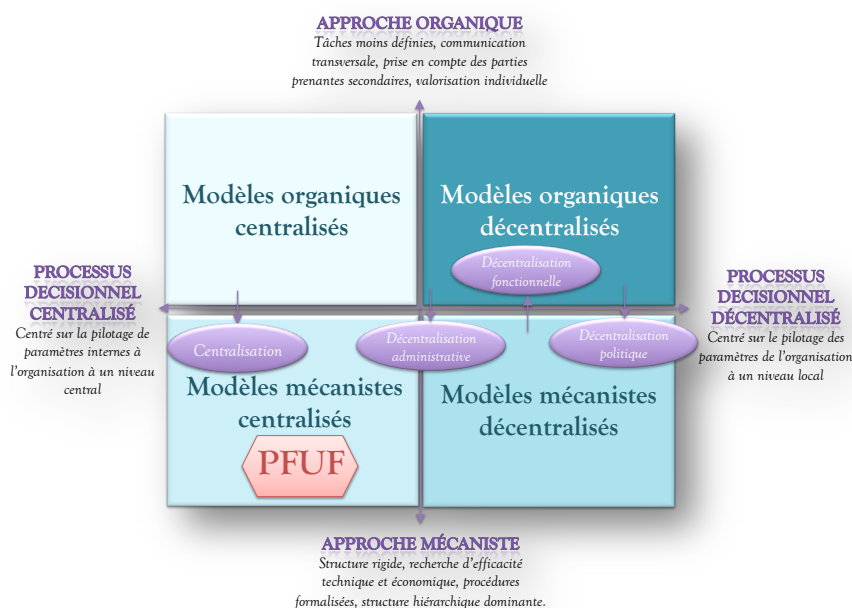 APPROCHE ORGANIQUE
Tâches moins définies, communication
transversale, prise en compte des parties
prenantes secondaires, valorisation individuelle
Modèles organiques
centralisés
Modèles organiques
décentralisés
Décentralisation
fonctionnelle
PROCESSUS
DECISIONNEL
CENTRALISÉ
Centré sur la pilotage de
paramètres internes à
l'organisation à un niveau
central
PROCESSUS
DECISIONNEL
DÉCENTRALISÉ
Centré sur le pilotage des
paramètres de l'organisation
à un niveau local
Centralisation
Décentralisation
administrative
Décentralisation
politique
Modèles mécanistes
centralisés
PFUF
Modèles mécanistes
décentralisés
APPROCHE MÉCANISTE
Structure rigide, recherche d'efficacité
technique et économique, procédures
formalisées, structure hiérarchique dominante.